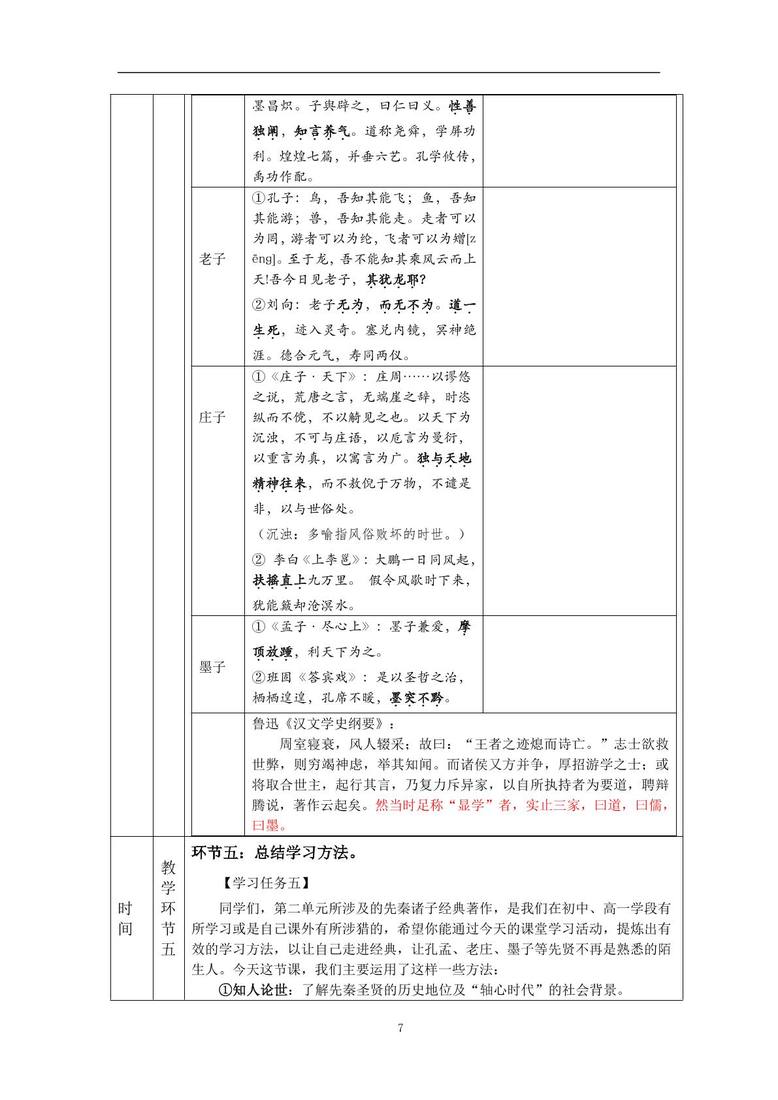 墨昌炽。子舆辟之，曰仁曰义。性善
独阐，知言养气。道称尧舜，学屏功
利。煌煌七篇，并垂六艺。孔学攸传，
禹功作配。
老子
①孔子：鸟，吾知其能飞；鱼，吾知
其能游；兽，吾知其能走。走者可以
为罔，游者可以为纶，飞者可以为矰[z
ēng]。至于龙，吾不能知其乘风云而上
天!吾今日见老子，其犹龙耶?
②刘向：老子无为，而无不为。道一
生死，迹入灵奇。塞兑内镜，冥神绝
涯。德合元气，寿同两仪。
庄子
①《庄子·天下》：庄周……以谬悠
之说，荒唐之言，无端崖之辞，时恣
纵而不傥，不以觭见之也。以天下为
沉浊，不可与庄语，以卮言为曼衍，
以重言为真，以寓言为广。独与天地
精神往来，而不敖倪于万物，不谴是
非，以与世俗处。
（沉浊：多喻指风俗败坏的时世。）
② 李白《上李邕》：大鹏一日同风起，
扶摇直上九万里。 假令风歇时下来，
犹能簸却沧溟水。
墨子
①《孟子·尽心上》：墨子兼爱，摩
顶放踵，利天下为之。
②班固《答宾戏》：是以圣哲之治，
栖栖遑遑，孔席不暖，墨突不黔。
鲁迅《汉文学史纲要》：
周室寝衰，风人辍采；故曰：“王者之迹熄而诗亡。”志士欲救
世弊，则穷竭神虑，举其知闻。而诸侯又方并争，厚招游学之士；或
将取合世主，起行其言，乃复力斥异家，以自所执持者为要道，聘辩
腾说，著作云起矣。然当时足称“显学”者，实止三家，曰道，曰儒，
曰墨。
时间
教学环节五
环节五：总结学习方法。
【学习任务五】
同学们，第二单元所涉及的先秦诸子经典著作，是我们在初中、高一学段有
所学习或是自己课外有所涉猎的，希望你能通过今天的课堂学习活动，提炼出有
效的学习方法，以让自己走进经典，让孔孟、老庄、墨子等先贤不再是熟悉的陌
生人。今天这节课，我们主要运用了这样一些方法：
①知人论世：了解先秦圣贤的历史地位及“轴心时代”的社会背景。
7